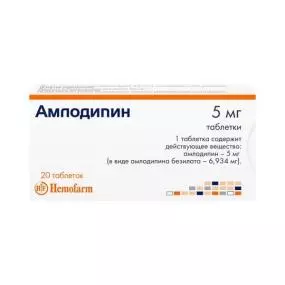 Амлодипин
5 мг
таблетки
1 таблетка содержит
действующее вещество:
амлодипин – 5 мг
(в виде амлодипина безилата – 6,934 мг).
20 таблеток
HF Hemofarm